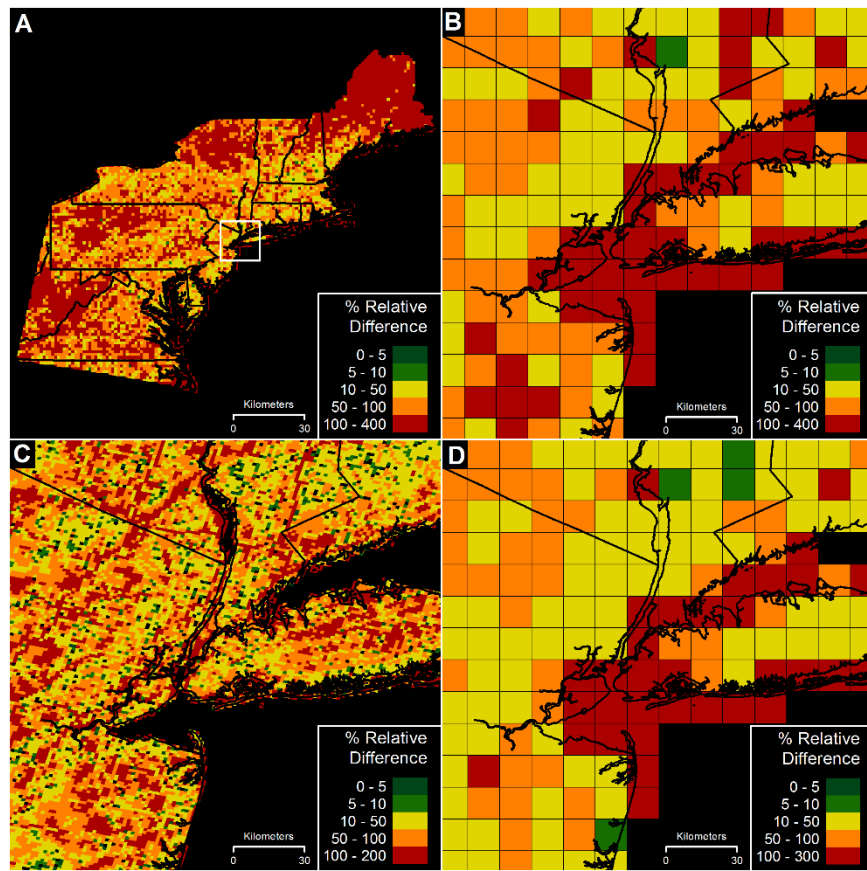 A
% Relative
Difference
0 - 5
5 - 10
10 - 50
50 - 100
100 - 400
Kilometers
0
30
B
% Relative
Difference
0 - 5
5 - 10
10 - 50
50 - 100
100 - 400
Kilometers
0
30
C
% Relative
Difference
0 - 5
5 - 10
10 - 50
50 - 100
100 - 200
Kilometers
0
30
D
% Relative
Difference
0 - 5
5 - 10
10 - 50
50 - 100
100 - 300
Kilometers
0
30